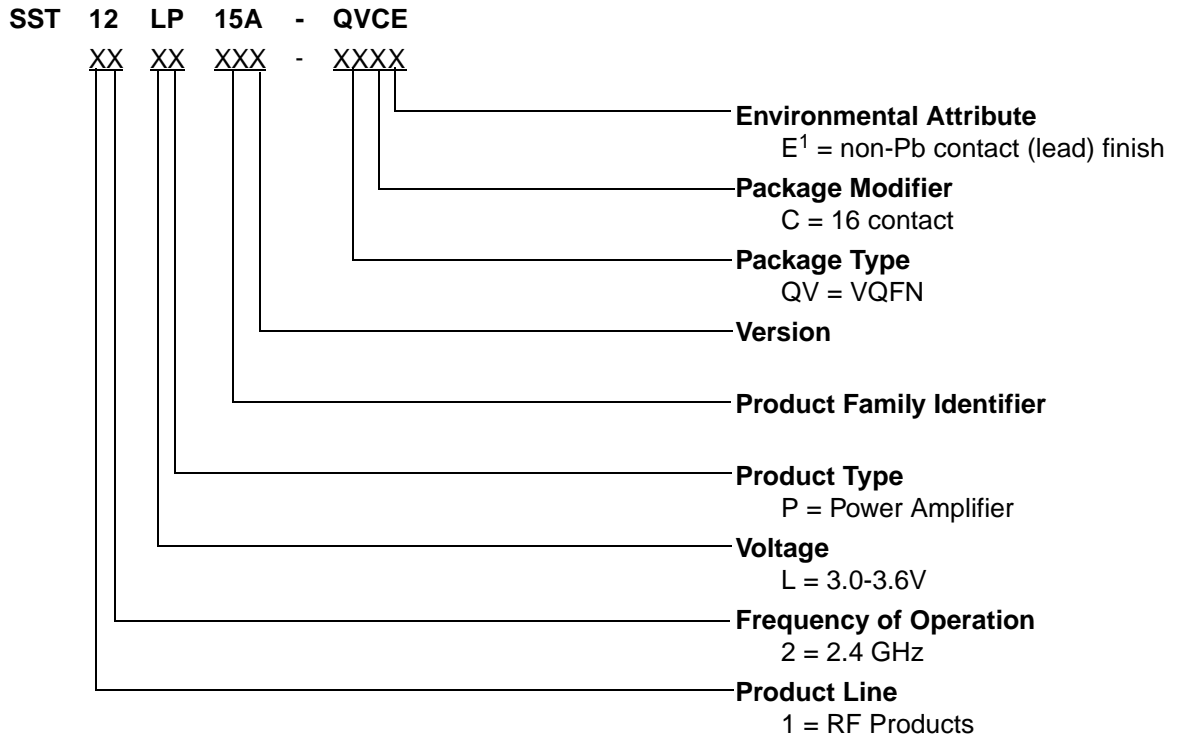 SST 12 LP 15A - QVCE
XX XX XXX - XXXX
Environmental Attribute
E¹ = non-Pb contact (lead) finish
Package Modifier
C = 16 contact
Package Type
QV = VQFN
Version
Product Family Identifier
Product Type
P = Power Amplifier
Voltage
L = 3.0-3.6V
Frequency of Operation
2 = 2.4 GHz
Product Line
1 = RF Products